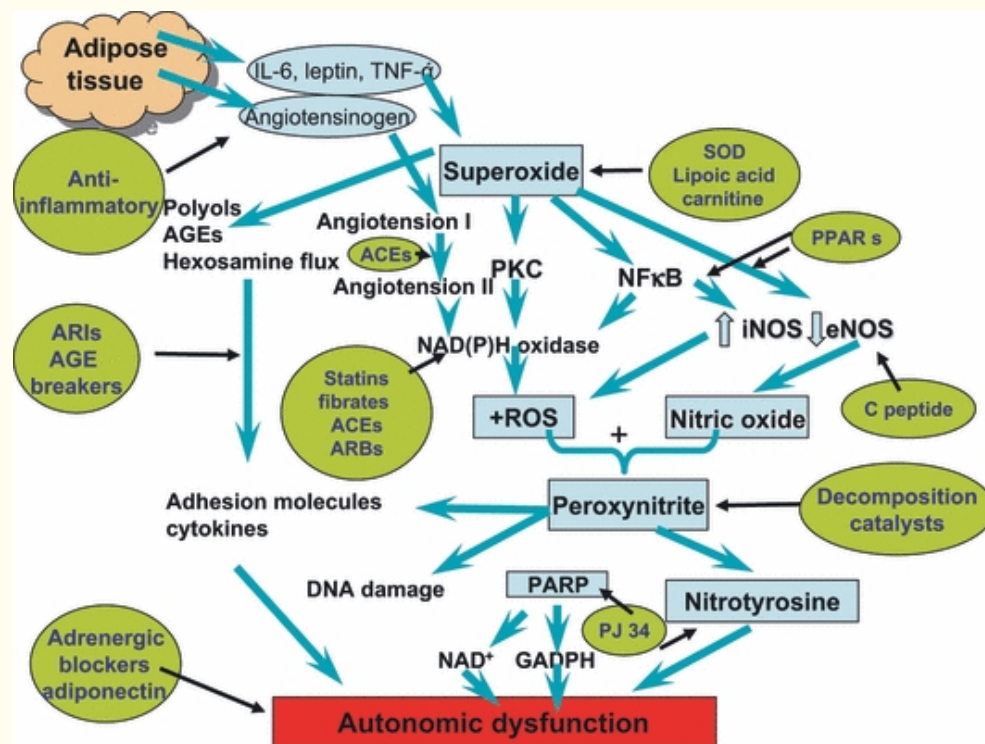 Adipose
tissue
IL-6, leptin, TNF-ά
Angiotensinogen
Anti-
inflammatory
Superoxide
SOD
Lipoic acid
carnitine
Polyols
AGEs
Hexosamine flux
Angiotension I
ACEs
Angiotension II
PKC
NFκB
PPAR s
iNOS
eNOS
NAD(P)H oxidase
ARIs
AGE
breakers
Statins
fibrates
ACEs
ARBs
+ROS
+
Nitric oxide
C peptide
Adhesion molecules
cytokines
Peroxynitrite
Decomposition
catalysts
DNA damage
PARP
PJ 34
Nitrotyrosine
NAD⁺
GADPH
Adrenergic
blockers
adiponectin
Autonomic dysfunction